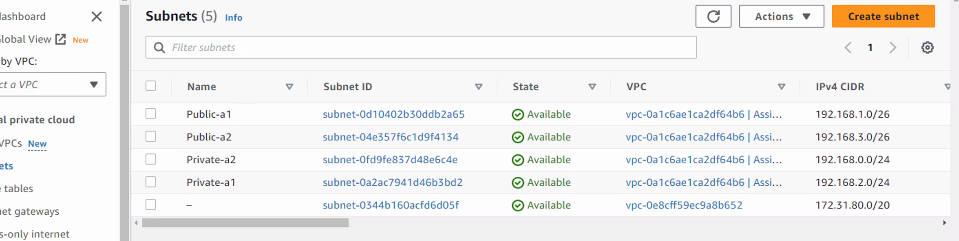 dashboard
Subnets (5) Info
Actions
Create subnet
Global View New
by VPC:
Filter subnets
1
ct a VPC
Name Subnet ID State VPC IPv4 CIDR
al private cloud
Public-a1 subnet-0d10402b30ddb2a65 Available vpc-0a1c6ae1ca2df64b6 | Assi... 192.168.1.0/26
VPCs New
Public-a2 subnet-04e357f6c1d9f4134 Available vpc-0a1c6ae1ca2df64b6 | Assi... 192.168.3.0/26
ets
Private-a2 subnet-0fd9fe837d48e6c4e Available vpc-0a1c6ae1ca2df64b6 | Assi... 192.168.0.0/24
e tables
Private-a1 subnet-0a2ac7941d46b3bd2 Available vpc-0a1c6ae1ca2df64b6 | Assi... 192.168.2.0/24
net gateways
– subnet-0344b160acfd6d05f Available vpc-0e8cff59ec9a8b652 172.31.80.0/20
s-only internet